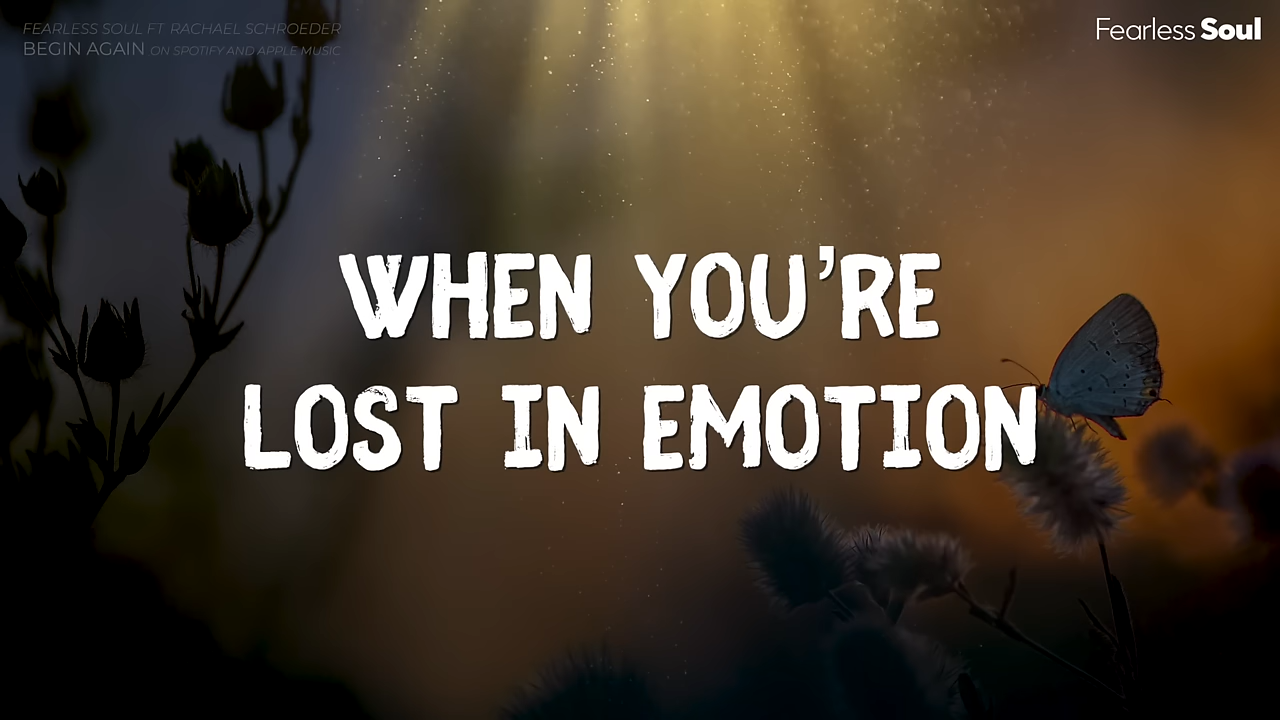 FEARLESS SOUL FT RACHAEL SCHROEDER
BEGIN AGAIN ON SPOTIFY AND APPLE MUSIC
Fearless Soul
WHEN YOU'RE
LOST IN EMOTION